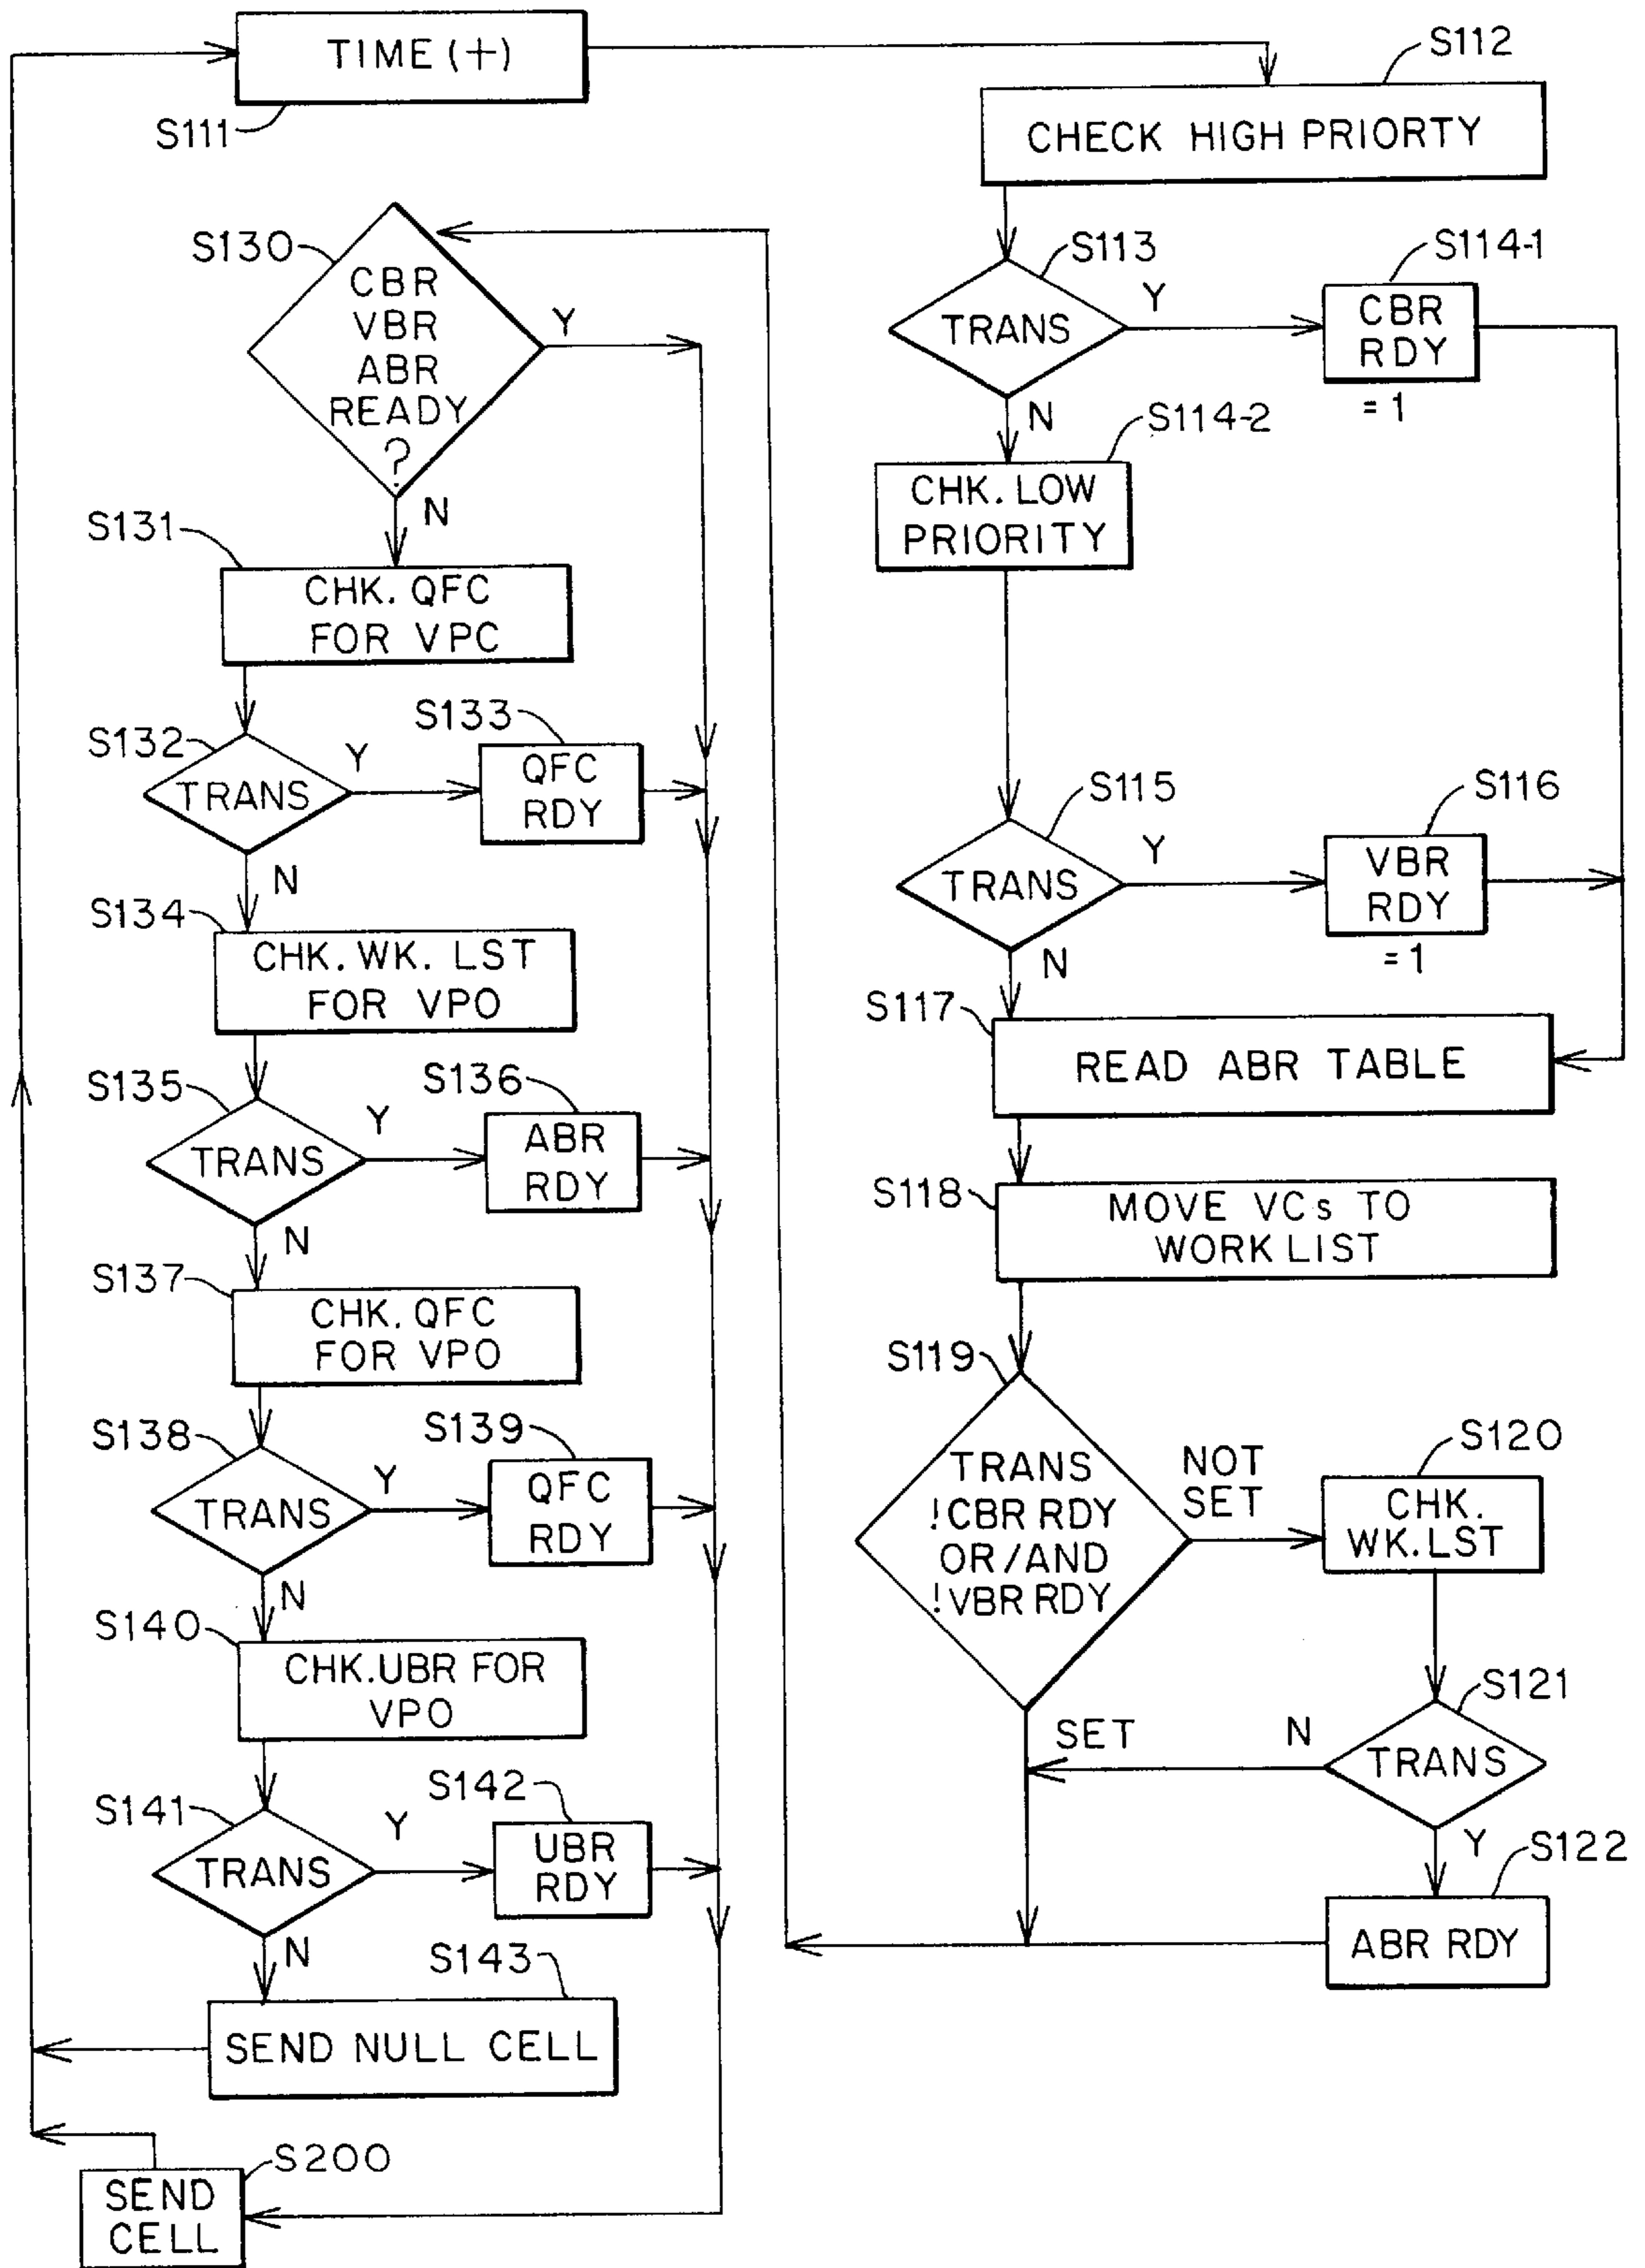 TIME (+)
S111
S112
CHECK HIGH PRIORTY
S113
TRANS
Y
N
S114-1
CBR
RDY
= 1
S114-2
CHK. LOW
PRIORITY
S115
TRANS
Y
N
S116
VBR
RDY
= 1
S117
READ ABR TABLE
S118
MOVE VCs TO
WORK LIST
S119
TRANS
!CBR RDY
OR/AND
!VBR RDY
NOT
SET
SET
S120
CHK.
WK.LST
S121
TRANS
N
Y
S122
ABR RDY
S130
CBR
VBR
ABR
READY
?
Y
N
S131
CHK. QFC
FOR VPC
S132
TRANS
Y
N
S133
QFC
RDY
S134
CHK. WK. LST
FOR VPO
S135
TRANS
Y
N
S136
ABR
RDY
S137
CHK. QFC
FOR VPO
S138
TRANS
Y
N
S139
QFC
RDY
S140
CHK.UBR FOR
VPO
S141
TRANS
Y
N
S142
UBR
RDY
S143
SEND NULL CELL
S200
SEND
CELL